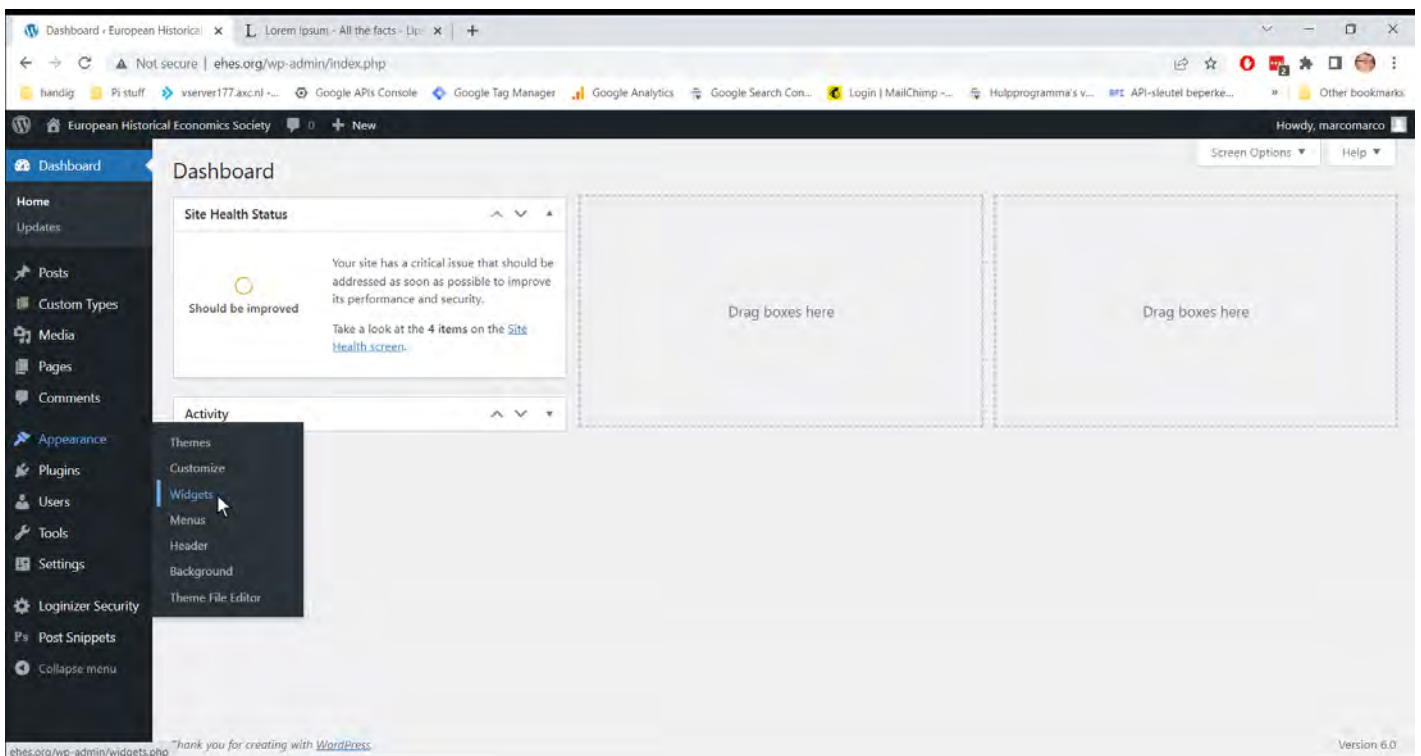 Dashboard ‹ European Historical
Lorem Ipsum - All the facts - Lip
Not secure | ehes.org/wp-admin/index.php
handig Pi stuff vserver177.axc.nl -... Google APIs Console Google Tag Manager Google Analytics Google Search Con... Login | MailChimp -... Hulpprogramma's v... API-sleutel beperke... » Other bookmarks
European Historical Economics Society 0 + New Howdy, marcomarco
Dashboard
Home
Updates
Posts
Custom Types
Media
Pages
Comments
Appearance
Plugins
Users
Tools
Settings
Loginizer Security
Ps Post Snippets
Collapse menu
Themes
Customize
Widgets
Menus
Header
Background
Theme File Editor
Screen Options Help
Dashboard
Site Health Status
Should be improved
Your site has a critical issue that should be
addressed as soon as possible to improve
its performance and security.
Take a look at the 4 items on the Site
Health screen.
Activity
Drag boxes here
Drag boxes here
ehes.org/wp-admin/widgets.php
hank you for creating with WordPress
Version 6.0